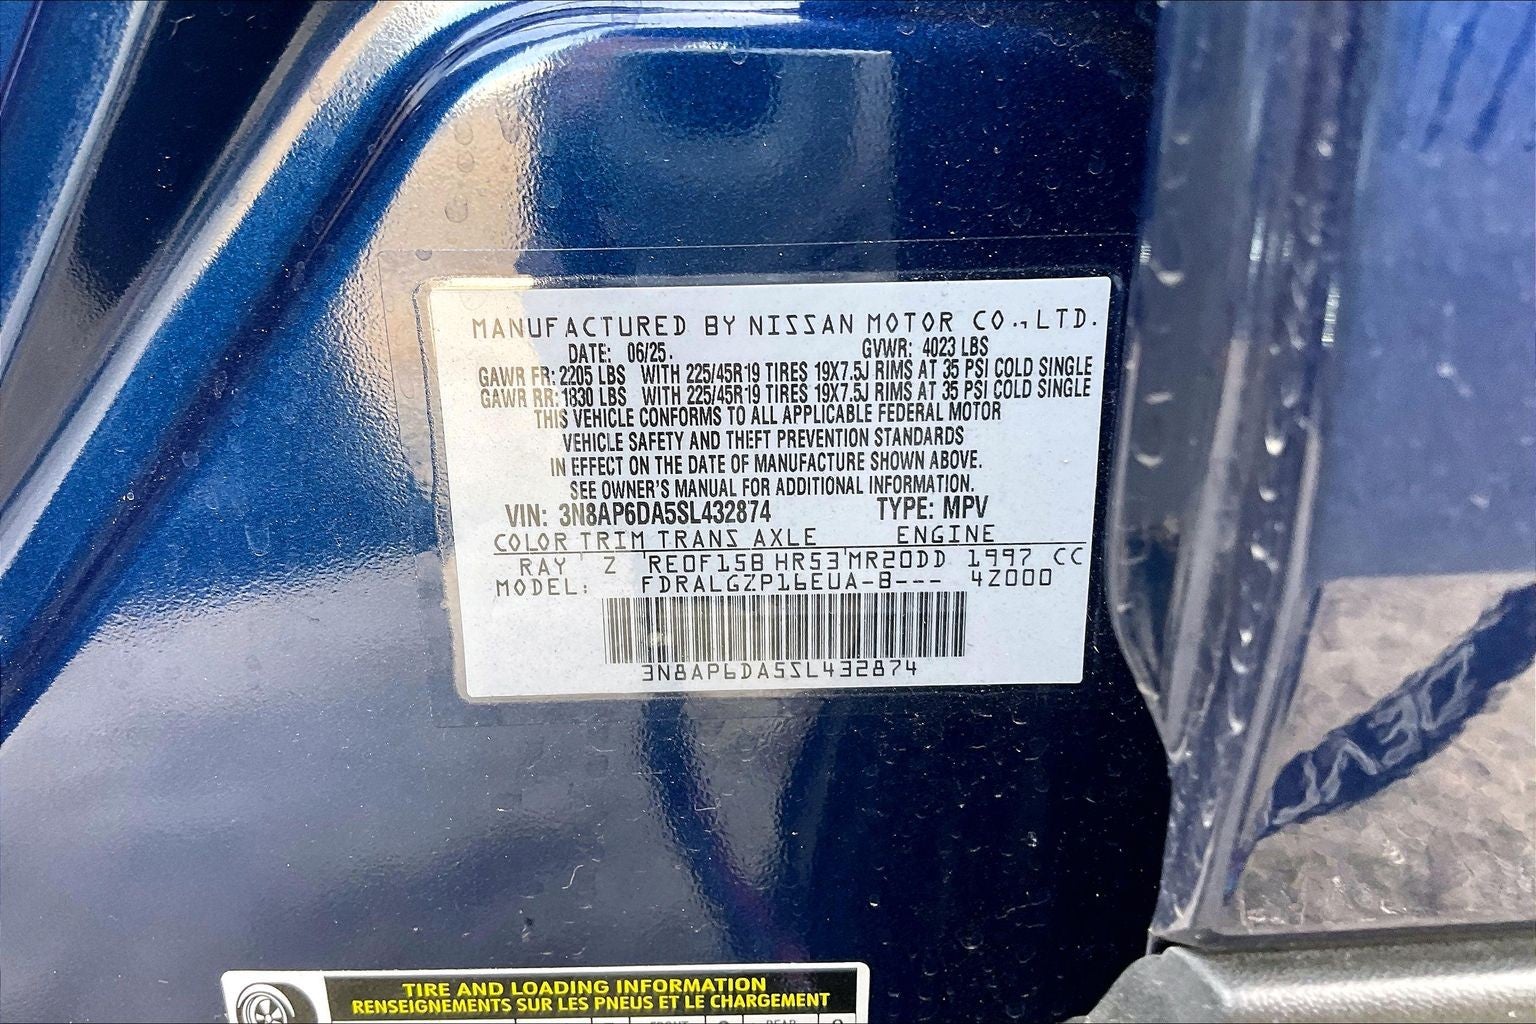 MANUFACTURED BY NISSAN MOTOR CO.,LTD.
DATE: 06/25. GVWR: 4023 LBS
GAWR FR: 2205 LBS WITH 225/45R19 TIRES 19X7.5J RIMS AT 35 PSI COLD SINGLE
GAWR RR: 1830 LBS WITH 225/45R19 TIRES 19X7.5J RIMS AT 35 PSI COLD SINGLE
THIS VEHICLE CONFORMS TO ALL APPLICABLE FEDERAL MOTOR
VEHICLE SAFETY AND THEFT PREVENTION STANDARDS
IN EFFECT ON THE DATE OF MANUFACTURE SHOWN ABOVE.
SEE OWNER'S MANUAL FOR ADDITIONAL INFORMATION.
VIN: 3N8AP6DA5SL432874 TYPE: MPV
COLOR TRIM TRANS AXLE ENGINE
RAY Z RE0F15B HR53 MR20DD 1997 CC
MODEL: FDRALGZP16EUA-B--- 4Z000
3N8AP6DA5SL432874
TIRE AND LOADING INFORMATION
RENSEIGNEMENTS SUR LES PNEUS ET LE CHARGEMENT